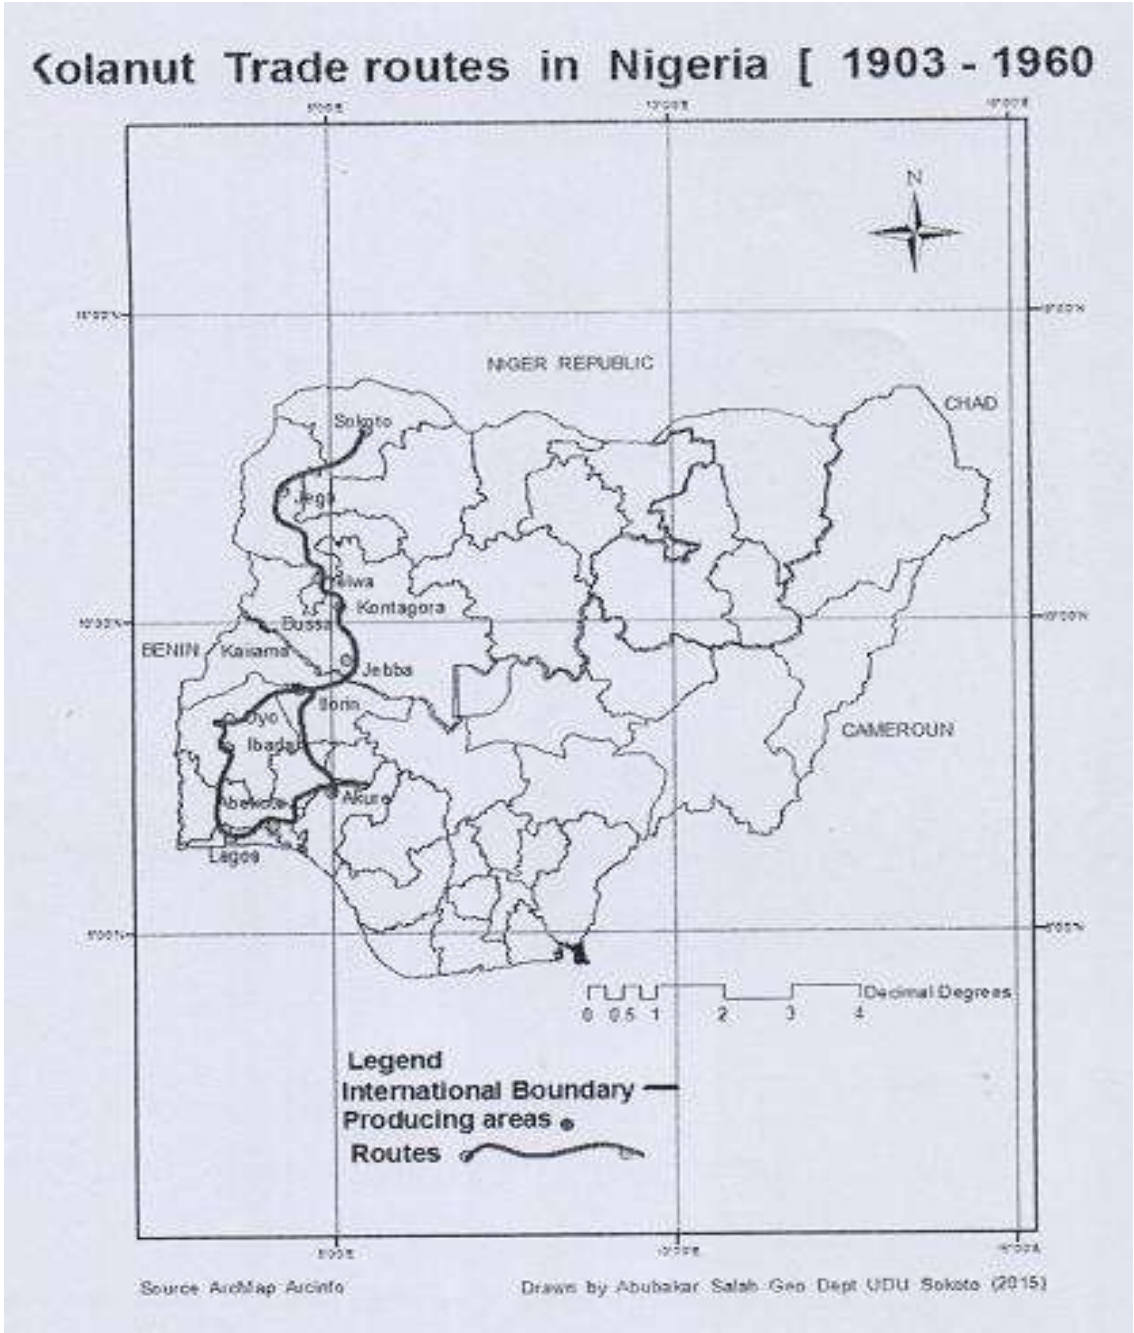 Kolanut Trade routes in Nigeria [ 1903 - 1960
N
NIGER REPUBLIC
CHAD
Sokoto
Jega
Kontagora
Bussa
BENIN
Kaiama
Jebba
Ilorin
Oyo
Ibadan
CAMEROUN
Akure
Lagos
5°00'N
Decimal Degrees
0 0.5 1 2 3 4
Legend
International Boundary
Producing areas
Routes
Source ArcMap Arcinfo
Drawn by Abubakar Salah Geo Dept UDU Sokoto (2015)